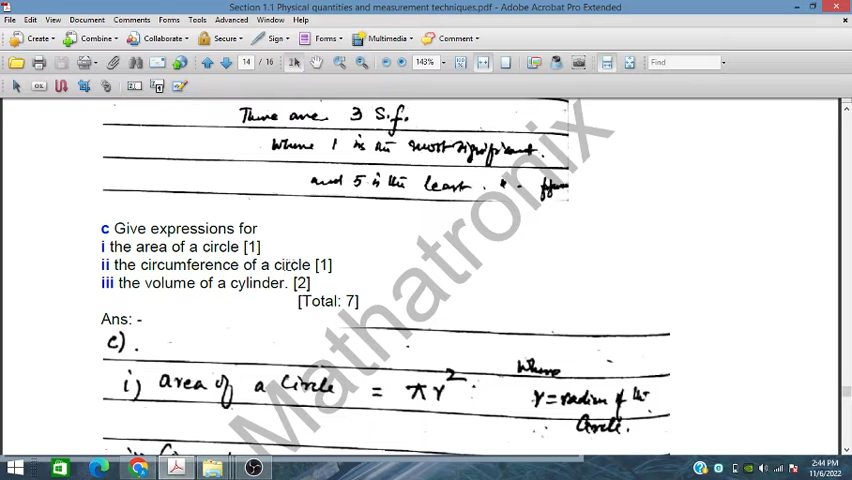 Section 1.1 Physical quantities and measurement techniques.pdf - Adobe Acrobat Pro Extended
File Edit View Document Comments Forms Tools Advanced Window Help
Create Combine Collaborate Secure Sign Forms Multimedia Comment
14 / 16 143% Find
There are 3 S.f.
Where 1 is an most significant.
and 5 is the least.
c Give expressions for
i the area of a circle [1]
ii the circumference of a circle [1]
iii the volume of a cylinder. [2]
[Total: 7]
Ans: -
c).
i) area of a circle = πr² Where
r = radius of the
Circle.
Mathatronix
2:44 PM
11/6/2022